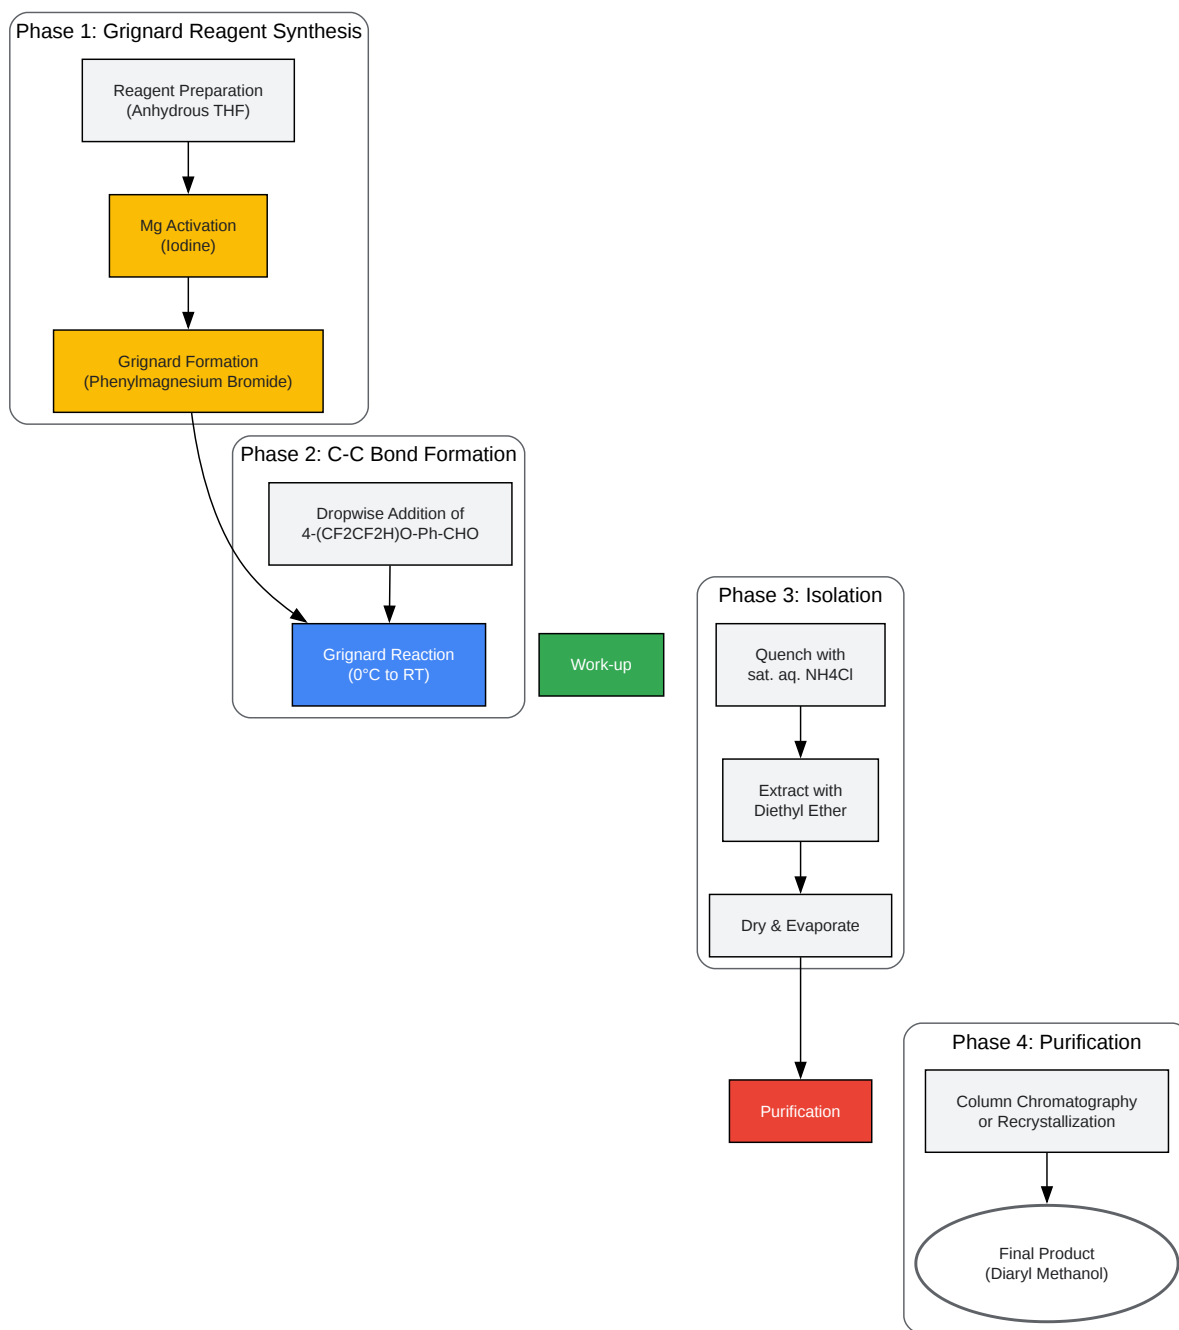 Phase 1: Grignard Reagent Synthesis
Reagent Preparation
(Anhydrous THF)
Mg Activation
(Iodine)
Grignard Formation
(Phenylmagnesium Bromide)
Phase 2: C-C Bond Formation
Dropwise Addition of
4-(CF2CF2H)O-Ph-CHO
Grignard Reaction
(0°C to RT)
Work-up
Phase 3: Isolation
Quench with
sat. aq. NH4Cl
Extract with
Diethyl Ether
Dry & Evaporate
Purification
Phase 4: Purification
Column Chromatography
or Recrystallization
Final Product
(Diaryl Methanol)